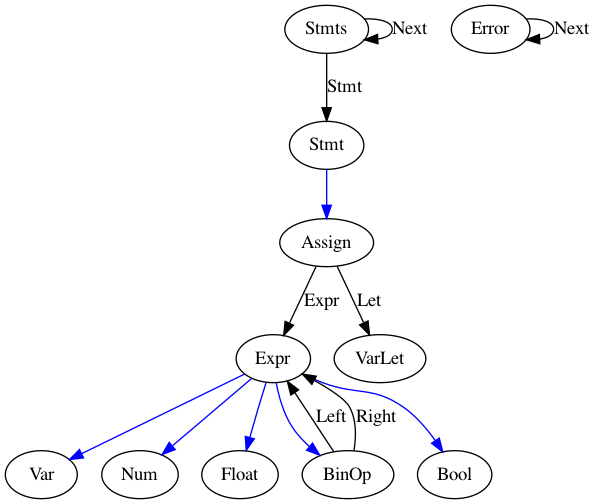 Stmts Next Error Next
Stmt
Stmt
Assign
Expr Let
Expr VarLet
Left Right
Var Num Float BinOp Bool